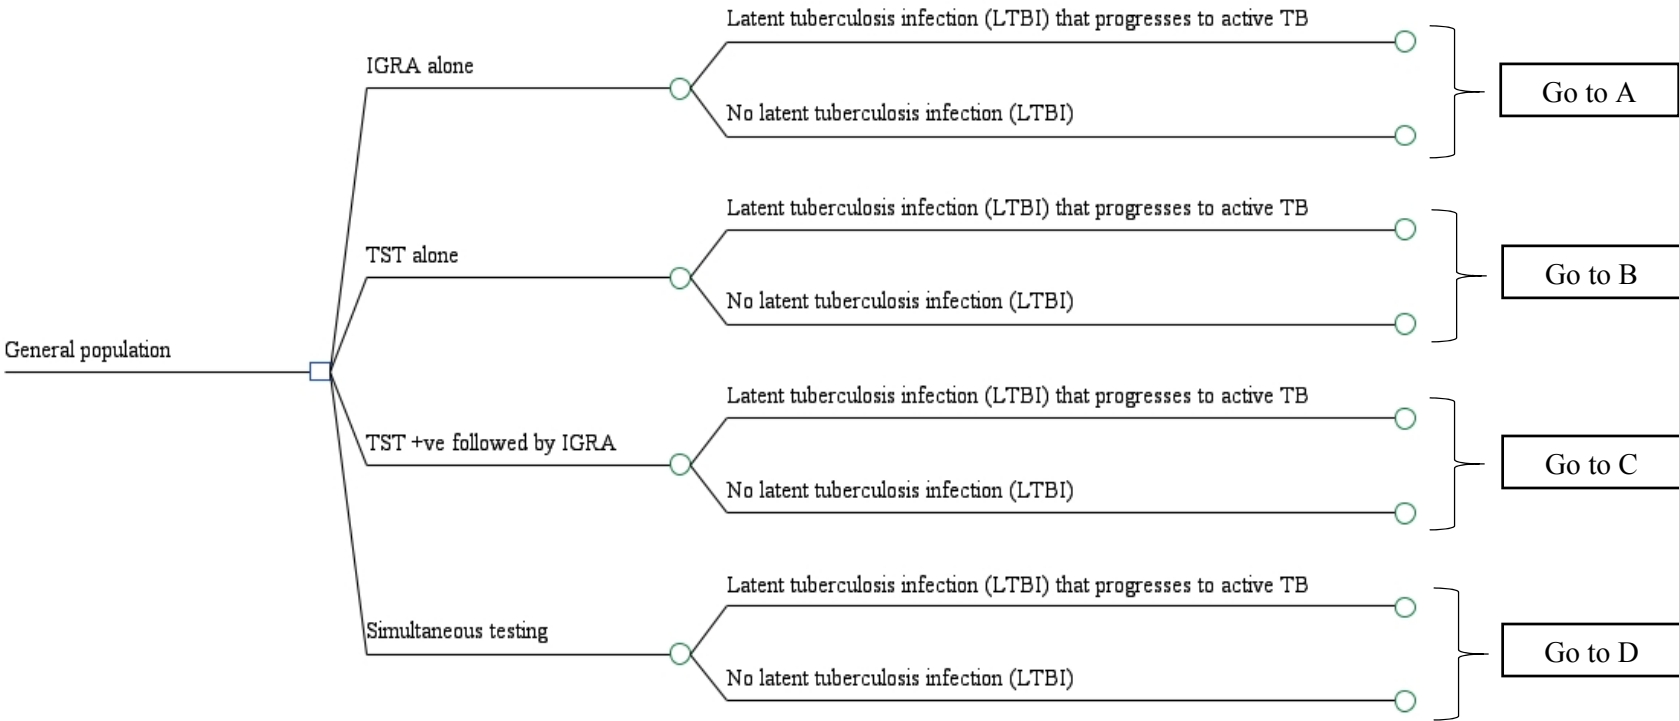 Latent tuberculosis infection (LTBI) that progresses to active TB
IGRA alone
No latent tuberculosis infection (LTBI)
Go to A
Latent tuberculosis infection (LTBI) that progresses to active TB
TST alone
No latent tuberculosis infection (LTBI)
Go to B
General population
Latent tuberculosis infection (LTBI) that progresses to active TB
TST +ve followed by IGRA
No latent tuberculosis infection (LTBI)
Go to C
Latent tuberculosis infection (LTBI) that progresses to active TB
Simultaneous testing
No latent tuberculosis infection (LTBI)
Go to D